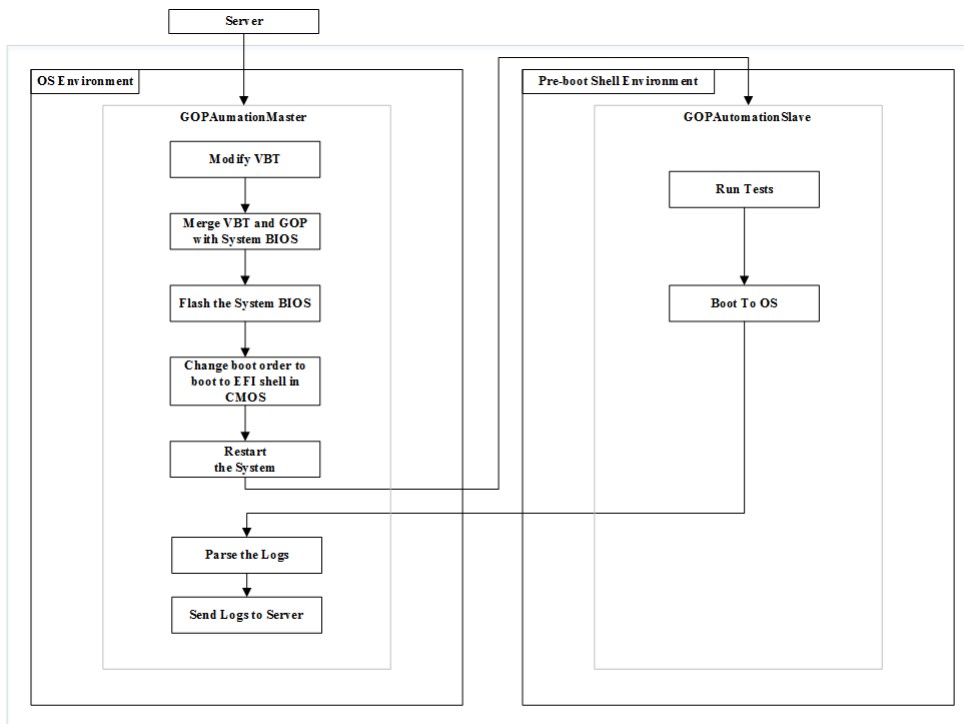 Server
OS Environment
GOPAumationMaster
Modify VBT
Merge VBT and GOP
with System BIOS
Flash the System BIOS
Change boot order to
boot to EFI shell in
CMOS
Restart
the System
Parse the Logs
Send Logs to Server
Pre-boot Shell Environment
GOPAutomationSlave
Run Tests
Boot To OS